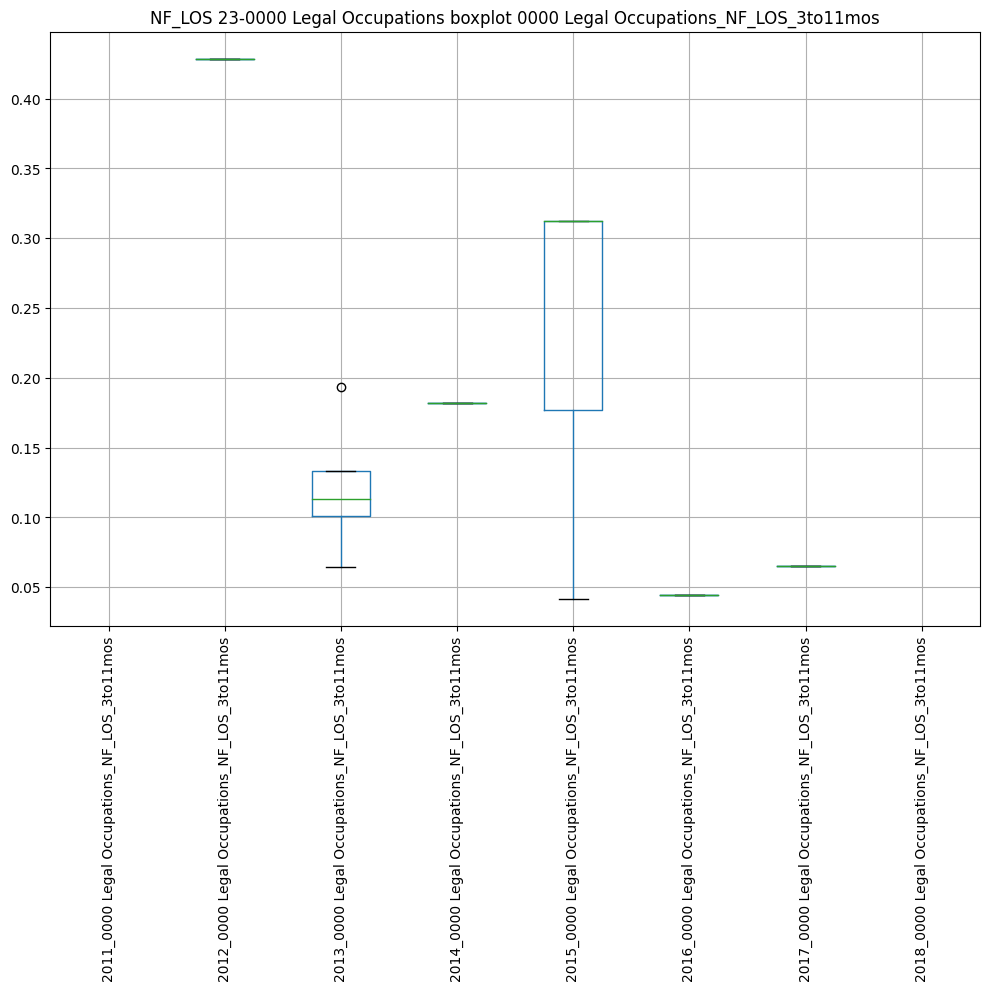 NF_LOS 23-0000 Legal Occupations boxplot 0000 Legal Occupations_NF_LOS_3to11mos
0.40
0.35
0.30
0.25
0.20
0.15
0.10
0.05
2011_0000 Legal Occupations_NF_LOS_3to11mos
2012_0000 Legal Occupations_NF_LOS_3to11mos
2013_0000 Legal Occupations_NF_LOS_3to11mos
2014_0000 Legal Occupations_NF_LOS_3to11mos
2015_0000 Legal Occupations_NF_LOS_3to11mos
2016_0000 Legal Occupations_NF_LOS_3to11mos
2017_0000 Legal Occupations_NF_LOS_3to11mos
2018_0000 Legal Occupations_NF_LOS_3to11mos